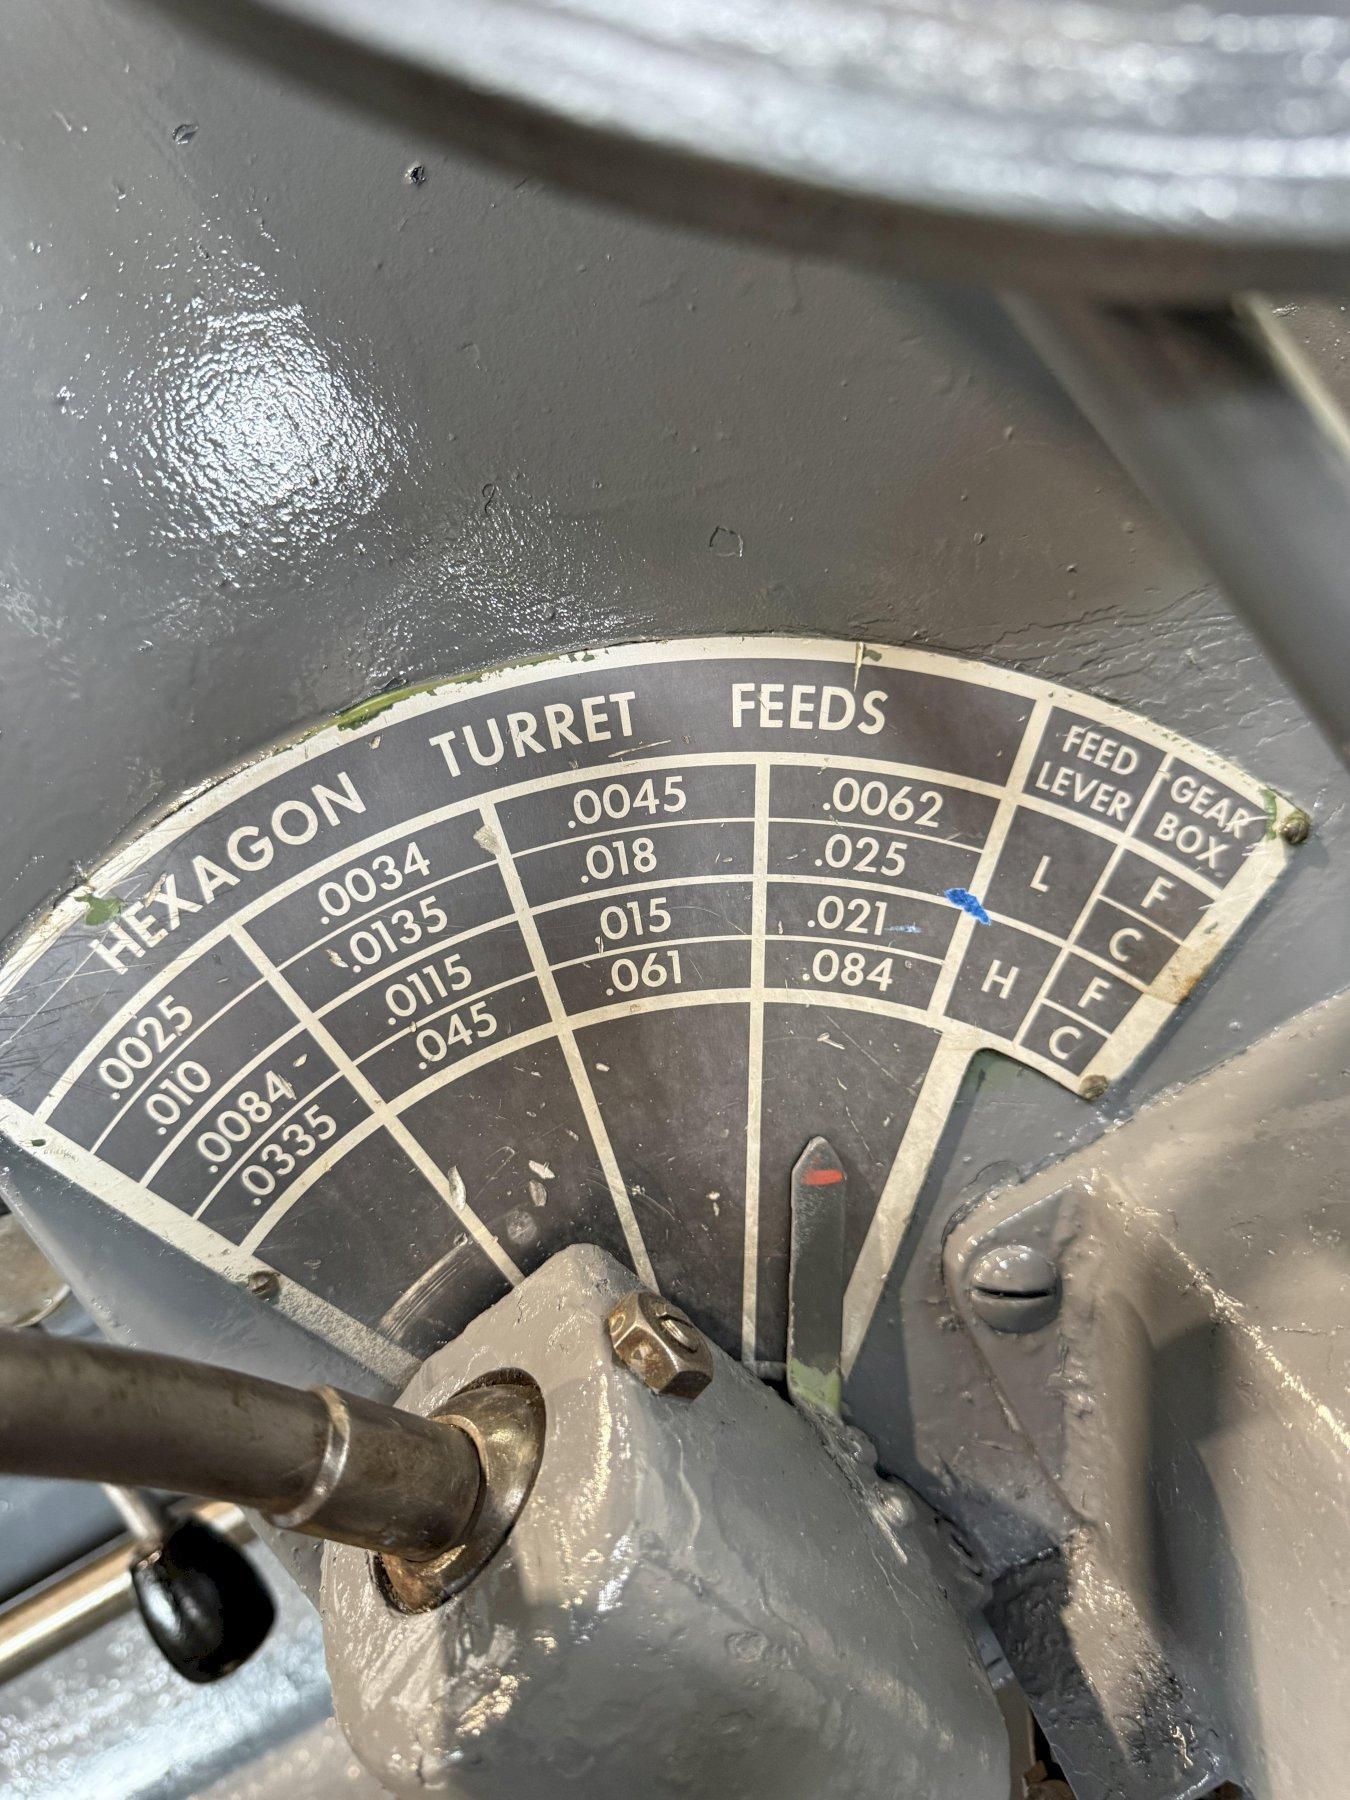 HEXAGON TURRET FEEDS
FEED LEVER
GEAR BOX
.0025 .0034 .0045 .0062 L F
.010 .0135 .018 .025 C
.0084 .0115 .015 .021 H F
.0335 .045 .061 .084 C